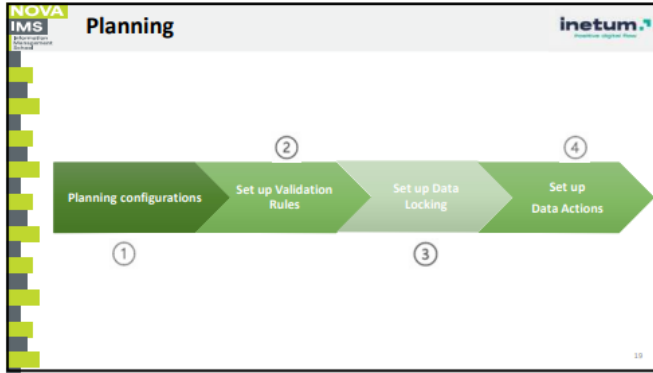 NOVA
IMS
Information
Management
School
Planning
inetum.
Positive digital flow
②
④
Planning configurations
Set up Validation
Rules
Set up Data
Locking
Set up
Data Actions
①
③
19